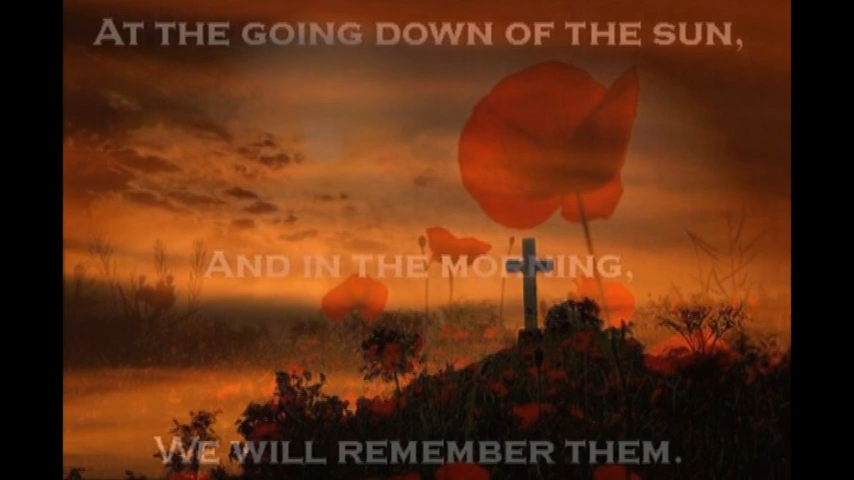 At the going down of the sun,
And in the morning,
We will remember them.